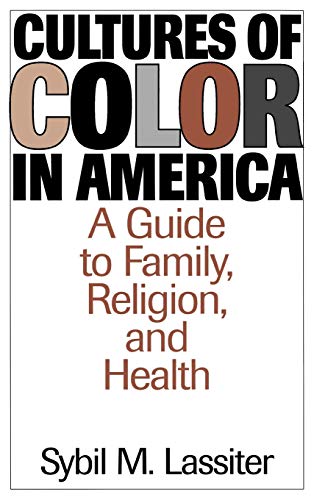 CULTURES OF
COLOR
IN AMERICA
A Guide
to Family,
Religion,
and
Health
Sybil M. Lassiter